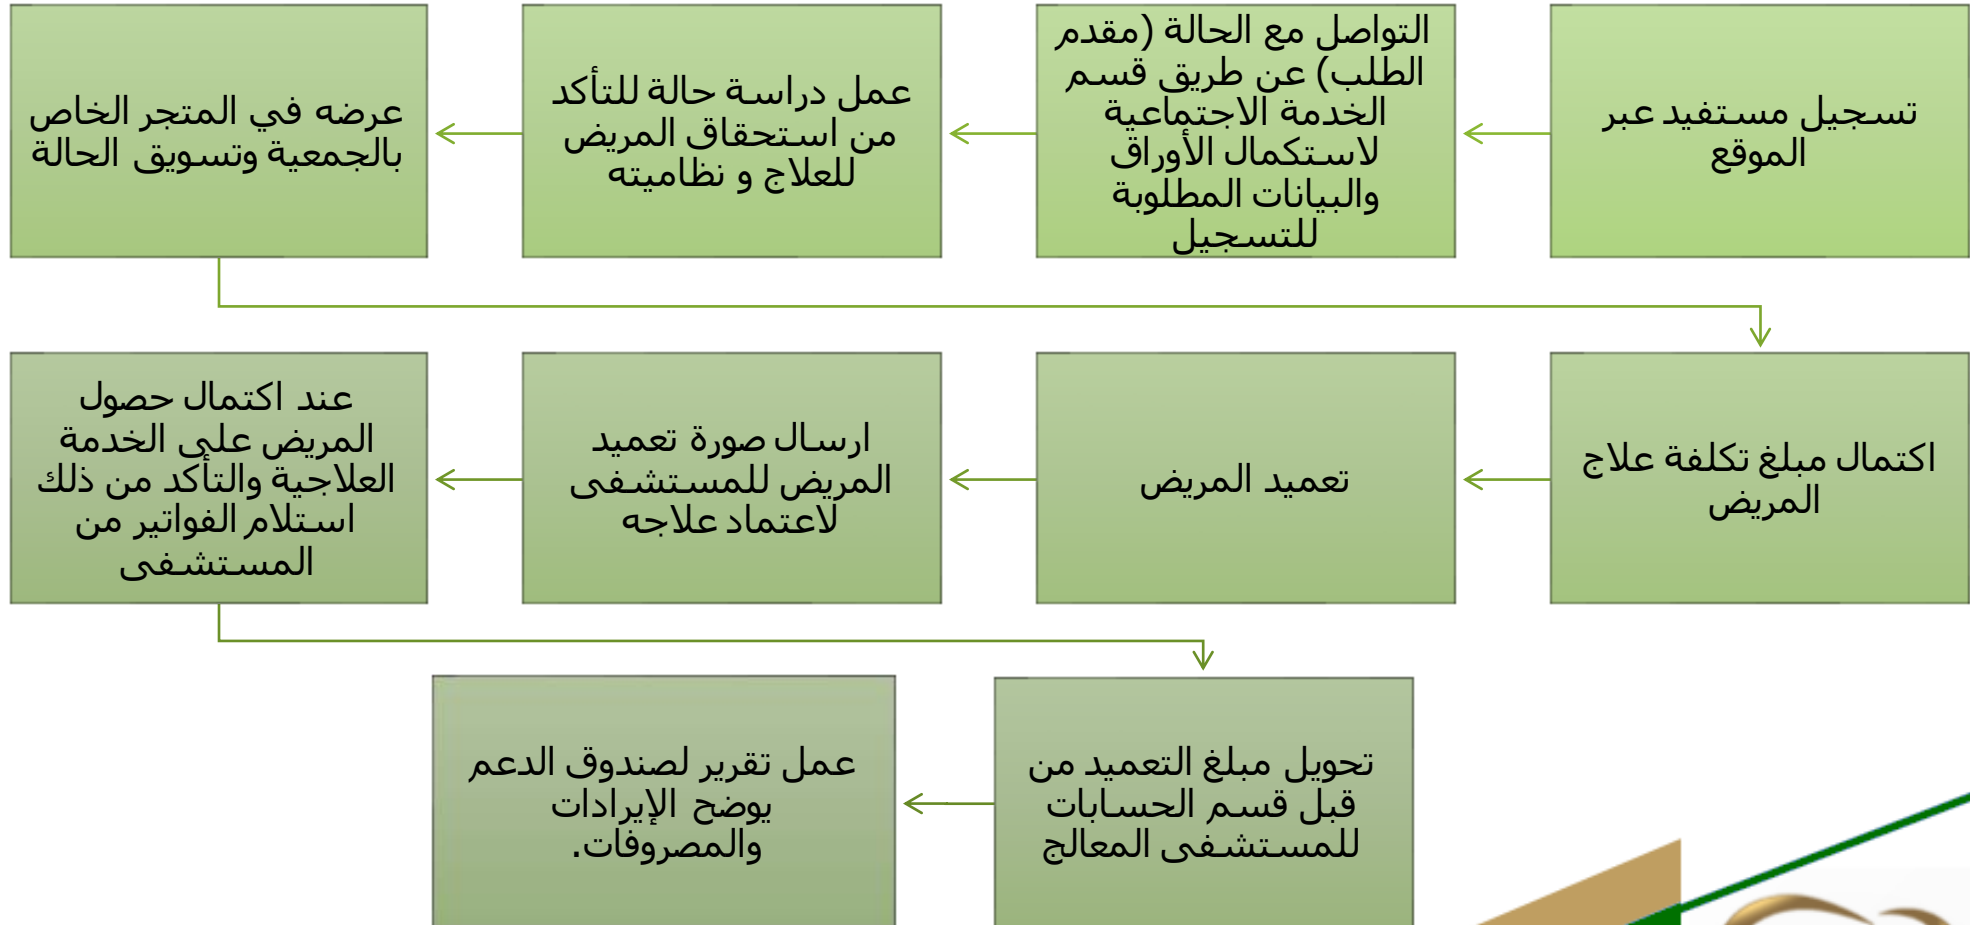 تسجيل مستفيد عبر
الموقع
التواصل مع الحالة (مقدم
الطلب) عن طريق قسم
الخدمة الاجتماعية
لاستكمال الأوراق
والبيانات المطلوبة
للتسجيل
عمل دراسة حالة للتأكد
من استحقاق المريض
للعلاج و نظاميته
عرضه في المتجر الخاص
بالجمعية وتسويق الحالة
اكتمال مبلغ تكلفة علاج
المريض
تعميد المريض
ارسال صورة تعميد
المريض للمستشفى
لاعتماد علاجه
عند اكتمال حصول
المريض على الخدمة
العلاجية والتأكد من ذلك
استلام الفواتير من
المستشفى
تحويل مبلغ التعميد من
قبل قسم الحسابات
للمستشفى المعالج
عمل تقرير لصندوق الدعم
يوضح الإيرادات
والمصروفات.